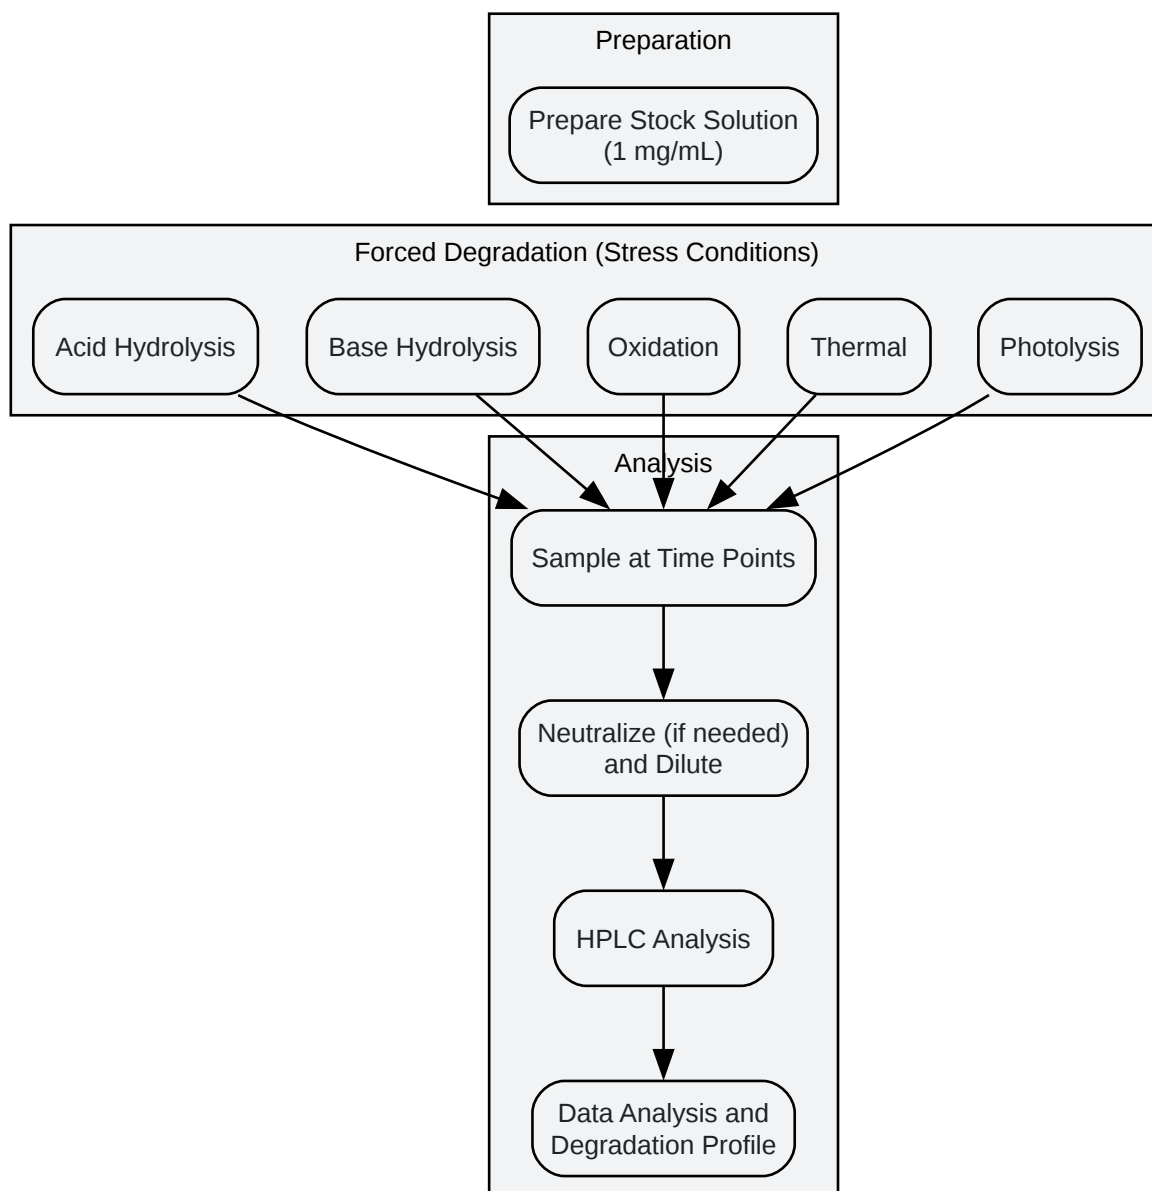 Preparation
Prepare Stock Solution
(1 mg/mL)
Forced Degradation (Stress Conditions)
Acid Hydrolysis
Base Hydrolysis
Oxidation
Thermal
Photolysis
Analysis
Sample at Time Points
Neutralize (if needed)
and Dilute
HPLC Analysis
Data Analysis and
Degradation Profile